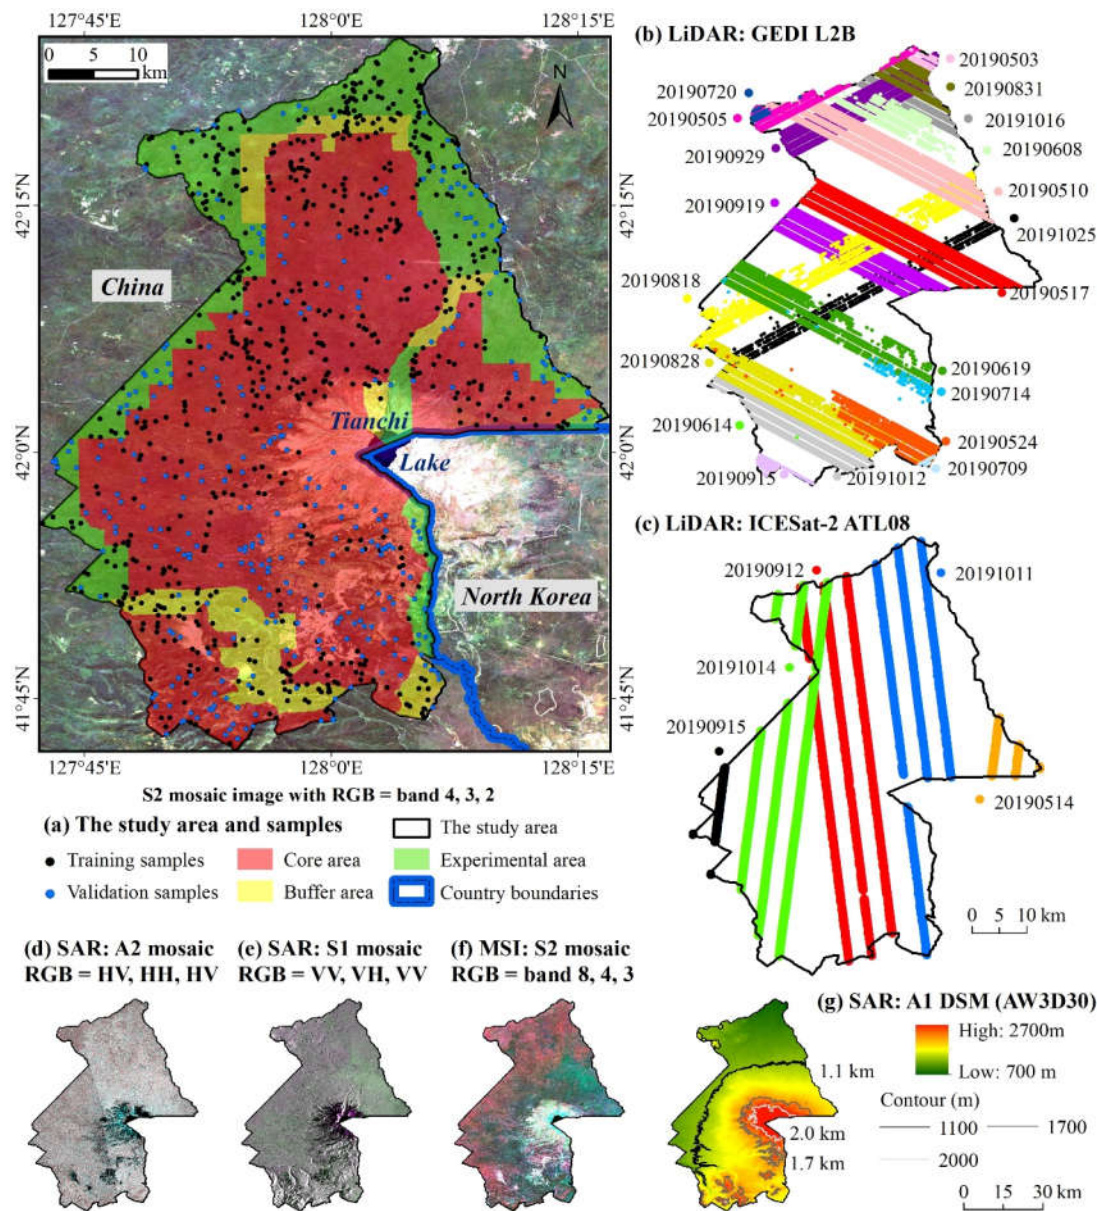 127°45'E 128°0'E 128°15'E
0 5 10
km
N
42°15'N
42°0'N
41°45'N
China
Tianchi
Lake
North Korea
42°15'N
42°0'N
41°45'N
127°45'E 128°0'E 128°15'E
S2 mosaic image with RGB = band 4, 3, 2
(a) The study area and samples
The study area
Training samples
Core area
Experimental area
Validation samples
Buffer area
Country boundaries
(b) LiDAR: GEDI L2B
20190503
20190720
20190831
20190505
20191016
20190929
20190608
20190510
20190919
20191025
20190818
20190517
20190828
20190619
20190714
20190614
20190524
20190709
20190915
20191012
(c) LiDAR: ICESat-2 ATL08
20190912
20191011
20191014
20190915
20190514
0 5 10 km
(d) SAR: A2 mosaic
RGB = HV, HH, HV
(e) SAR: S1 mosaic
RGB = VV, VH, VV
(f) MSI: S2 mosaic
RGB = band 8, 4, 3
(g) SAR: A1 DSM (AW3D30)
High: 2700m
Low: 700 m
1.1 km
2.0 km
1.7 km
Contour (m)
1100
1700
2000
0 15 30 km